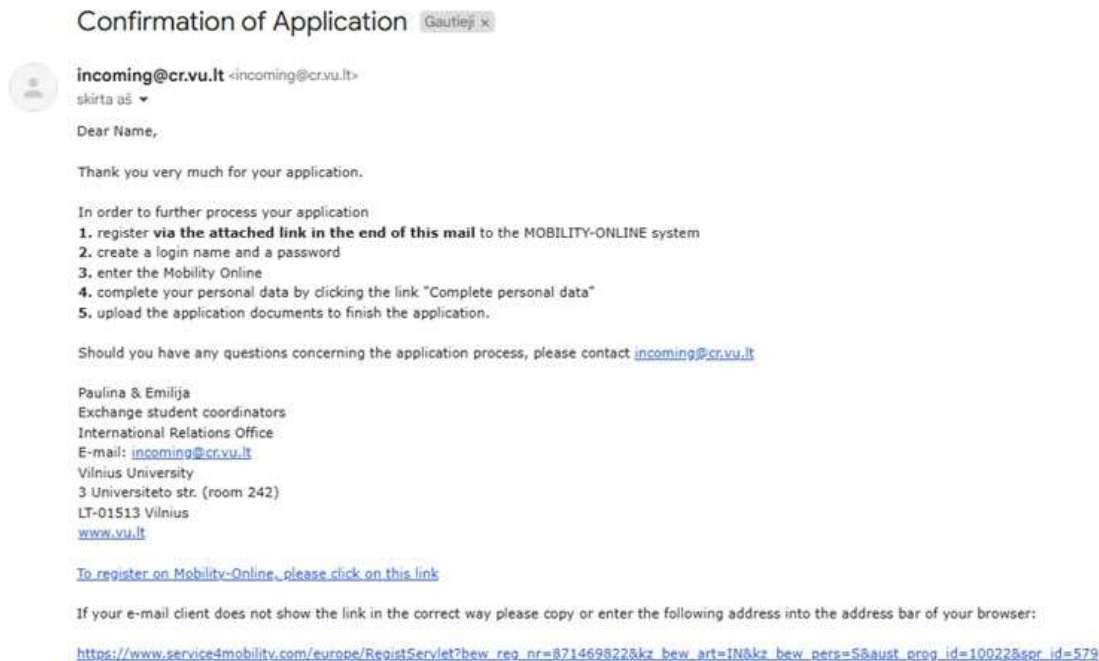 Confirmation of Application Gautieji ×
incoming@cr.vu.lt <incoming@cr.vu.lt>
skirta aš
Dear Name,
Thank you very much for your application.
In order to further process your application
1. register via the attached link in the end of this mail to the MOBILITY-ONLINE system
2. create a login name and a password
3. enter the Mobility Online
4. complete your personal data by clicking the link "Complete personal data"
5. upload the application documents to finish the application.
Should you have any questions concerning the application process, please contact incoming@cr.vu.lt
Paulina & Emilija
Exchange student coordinators
International Relations Office
E-mail: incoming@cr.vu.lt
Vilnius University
3 Universiteto str. (room 242)
LT-01513 Vilnius
www.vu.lt
To register on Mobility-Online, please click on this link
If your e-mail client does not show the link in the correct way please copy or enter the following address into the address bar of your browser:
https://www.service4mobility.com/europe/RegistServlet?bew_reg_nr=871469822&kz_bew_art=IN&kz_bew_pers=S&aust_prog_id=10022&spr_id=579